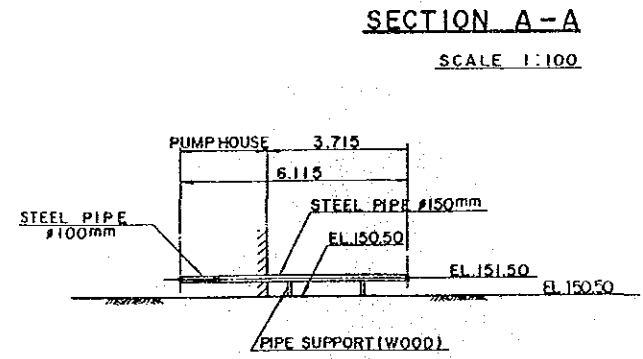 SECTION A-A
SCALE 1:100
PUMP HOUSE 3.715
6.115
STEEL PIPE ø150mm
STEEL PIPE
ø100mm
EL.150.50
EL.151.50
EL.150.50
PIPE SUPPORT(WOOD)